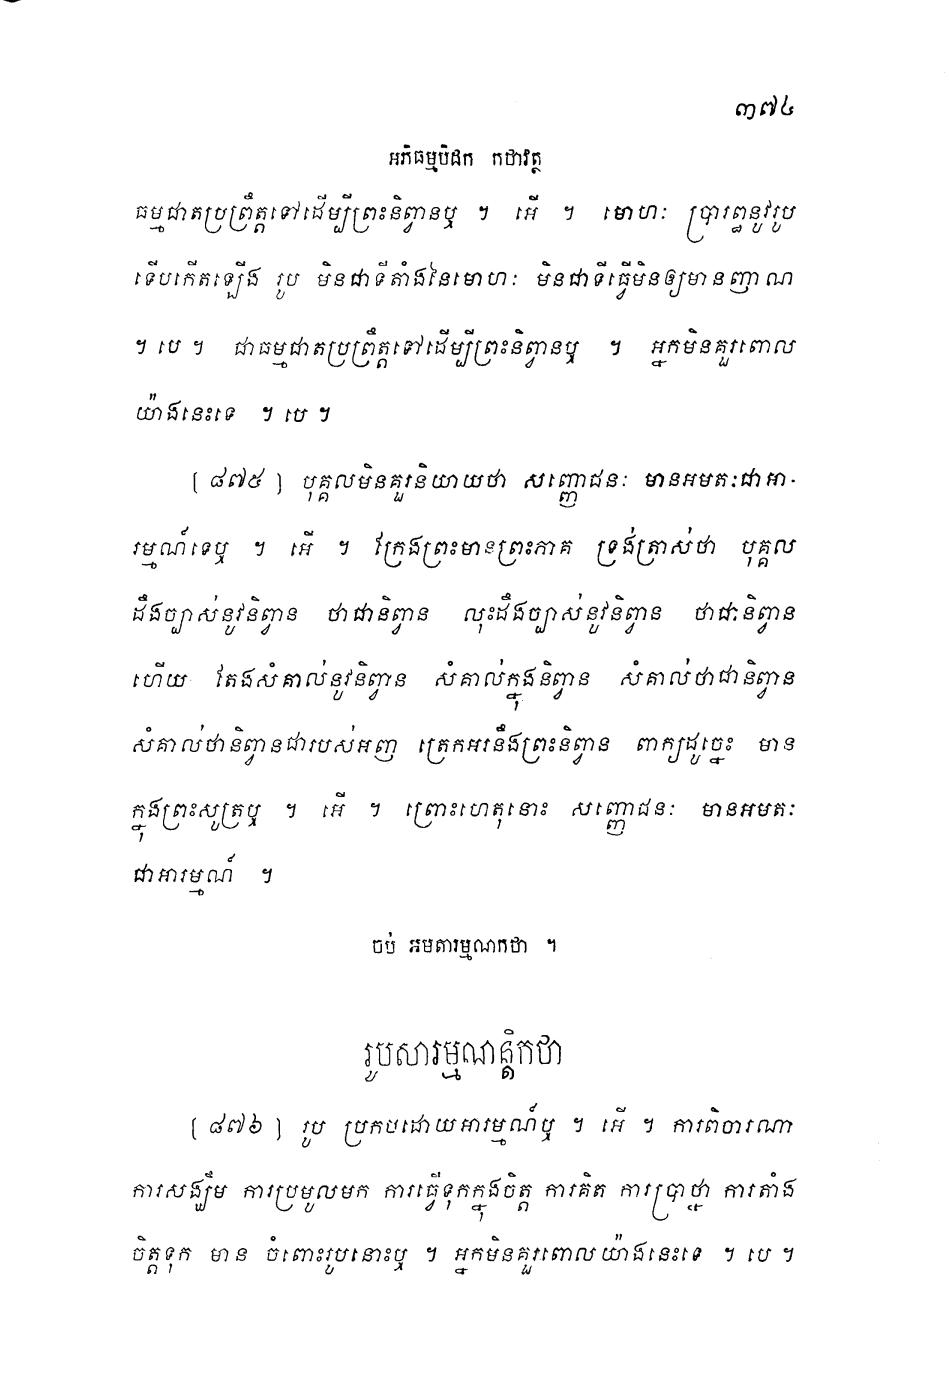 ៣៧៤
អភិធម្មបិដក កថាវត្ថុ
ធម្មជាតប្រព្រឹត្តទៅដើម្បីព្រះនិព្វានឬ ។ អើ ។ មោហៈ ប្រារព្ធនូវរូប
ទើបកើតឡើង រូប មិនជាទីតាំងនៃមោហៈ មិនជាទីធ្វើមិនឲ្យមានញាណ
។ បេ ។ ជាធម្មជាតប្រព្រឹត្តទៅដើម្បីព្រះនិព្វានឬ ។ អ្នកមិនគួរពោល
យ៉ាងនេះទេ ។ បេ ។
[ ៨៧៥ ] បុគ្គលមិនគួរនិយាយថា សញ្ញោជនៈ មានអមតៈជាអា-
រម្មណ៍ទេឬ ។ អើ ។ ក្រែងព្រះមានព្រះភាគ ទ្រង់ត្រាស់ថា បុគ្គល
ដឹងច្បាស់នូវនិព្វាន ថាជានិព្វាន លុះដឹងច្បាស់នូវនិព្វាន ថាជានិព្វាន
ហើយ តែងសំគាល់នូវនិព្វាន សំគាល់ក្នុងនិព្វាន សំគាល់ថាជានិព្វាន
សំគាល់ថានិព្វានជារបស់អញ ត្រេកអរនឹងព្រះនិព្វាន ពាក្យដូច្នេះ មាន
ក្នុងព្រះសូត្រឬ ។ អើ ។ ព្រោះហេតុនោះ សញ្ញោជនៈ មានអមតៈ
ជាអារម្មណ៍ ។
ចប់ អមតារម្មណកថា ។
រូបសារម្មណន្តិកថា
[ ៨៧៦ ] រូប ប្រកបដោយអារម្មណ៍ឬ ។ អើ ។ ការពិចារណា
ការសង្ឃឹម ការប្រមូលមក ការធ្វើទុកក្នុងចិត្ត ការគិត ការប្រាថ្នា ការតាំង
ចិត្តទុក មាន ចំពោះរូបនោះឬ ។ អ្នកមិនគួរពោលយ៉ាងនេះទេ ។ បេ ។